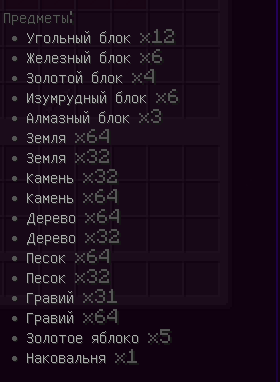 Предметы:
• Угольный блок x12
• Железный блок x6
• Золотой блок x4
• Изумрудный блок x6
• Алмазный блок x3
• Земля x64
• Земля x32
• Камень x32
• Камень x64
• Дерево x64
• Дерево x32
• Песок x64
• Песок x32
• Гравий x31
• Гравий x64
• Золотое яблоко x5
• Наковальня x1